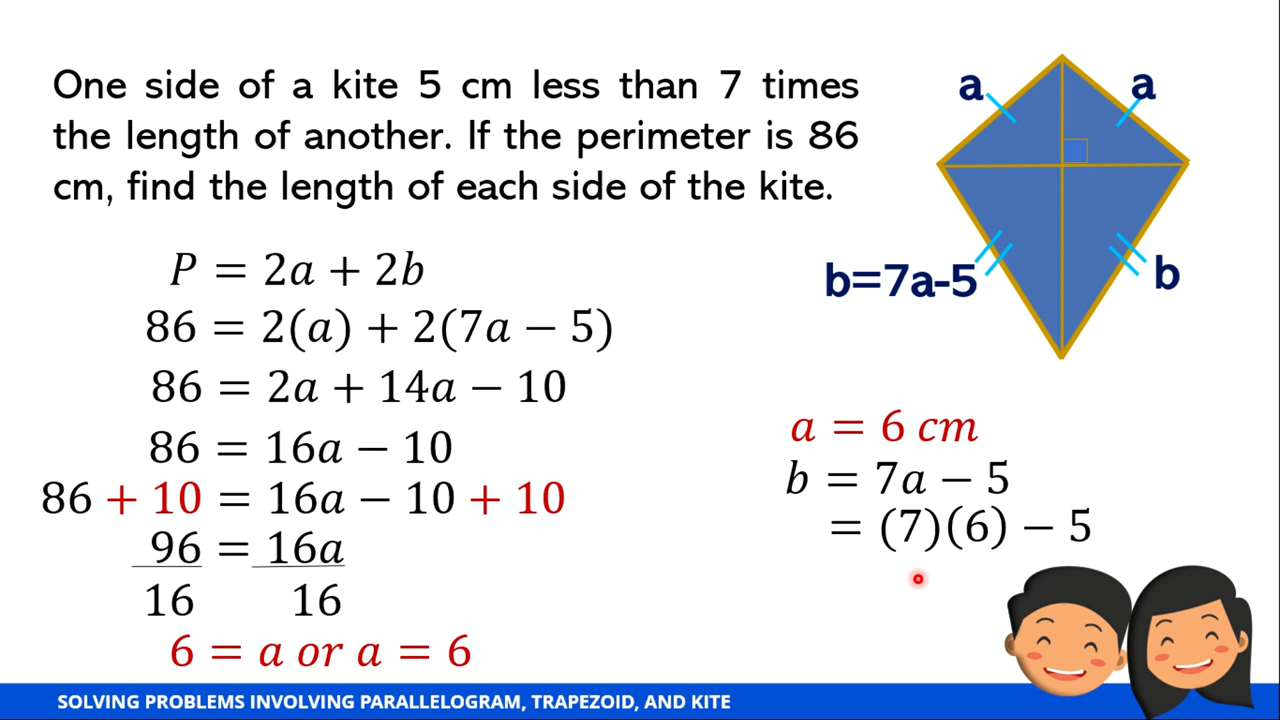 One side of a kite 5 cm less than 7 times
the length of another. If the perimeter is 86
cm, find the length of each side of the kite.
P = 2a + 2b
86 = 2(a) + 2(7a − 5)
86 = 2a + 14a − 10
86 = 16a − 10
86 + 10 = 16a − 10 + 10
96 = 16a
16 16
6 = a or a = 6
a a
b=7a-5 b
a = 6 cm
b = 7a − 5
= (7)(6) − 5
SOLVING PROBLEMS INVOLVING PARALLELOGRAM, TRAPEZOID, AND KITE